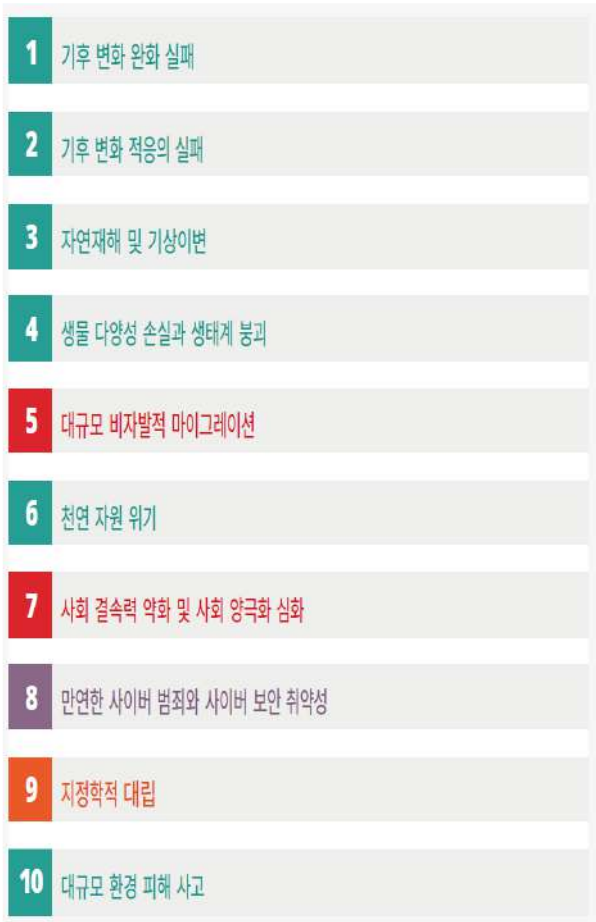 1 기후 변화 완화 실패
2 기후 변화 적응의 실패
3 자연재해 및 기상이변
4 생물 다양성 손실과 생태계 붕괴
5 대규모 비자발적 마이그레이션
6 천연 자원 위기
7 사회 결속력 약화 및 사회 양극화 심화
8 만연한 사이버 범죄와 사이버 보안 취약성
9 지정학적 대립
10 대규모 환경 피해 사고